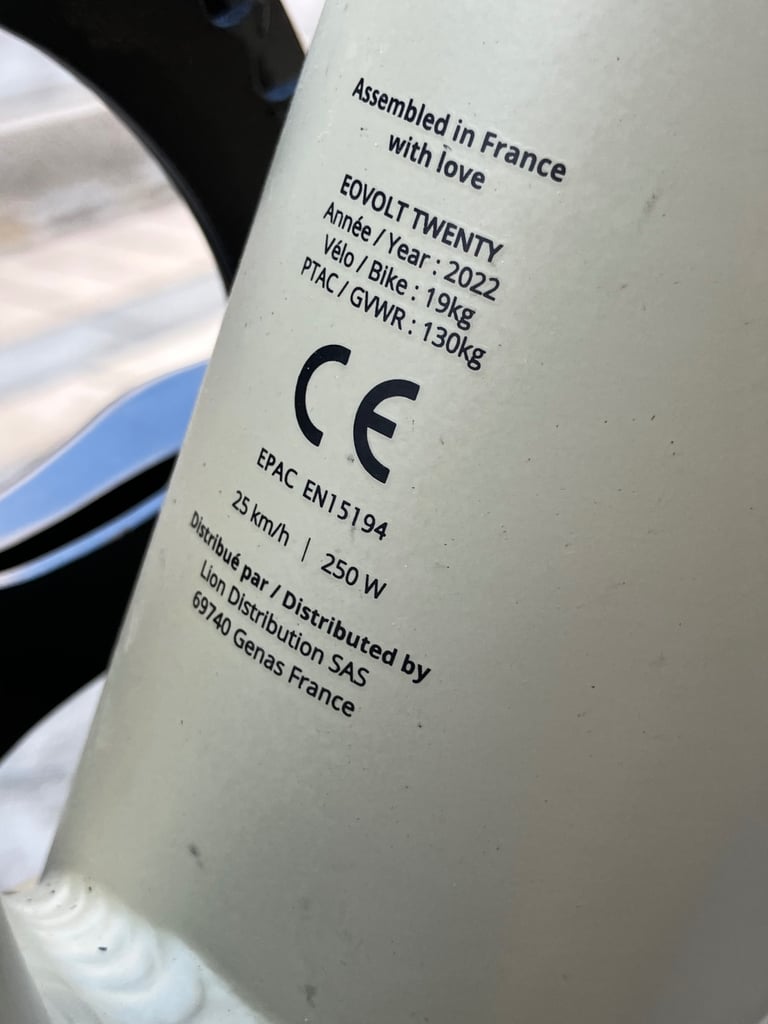 Assembled in France
with love
EOVOLT TWENTY
Année / Year : 2022
Vélo / Bike : 19kg
PTAC / GVWR : 130kg
CE
EPAC EN15194
25 km/h | 250 W
Distribué par / Distributed by
Lion Distribution SAS
69740 Genas France